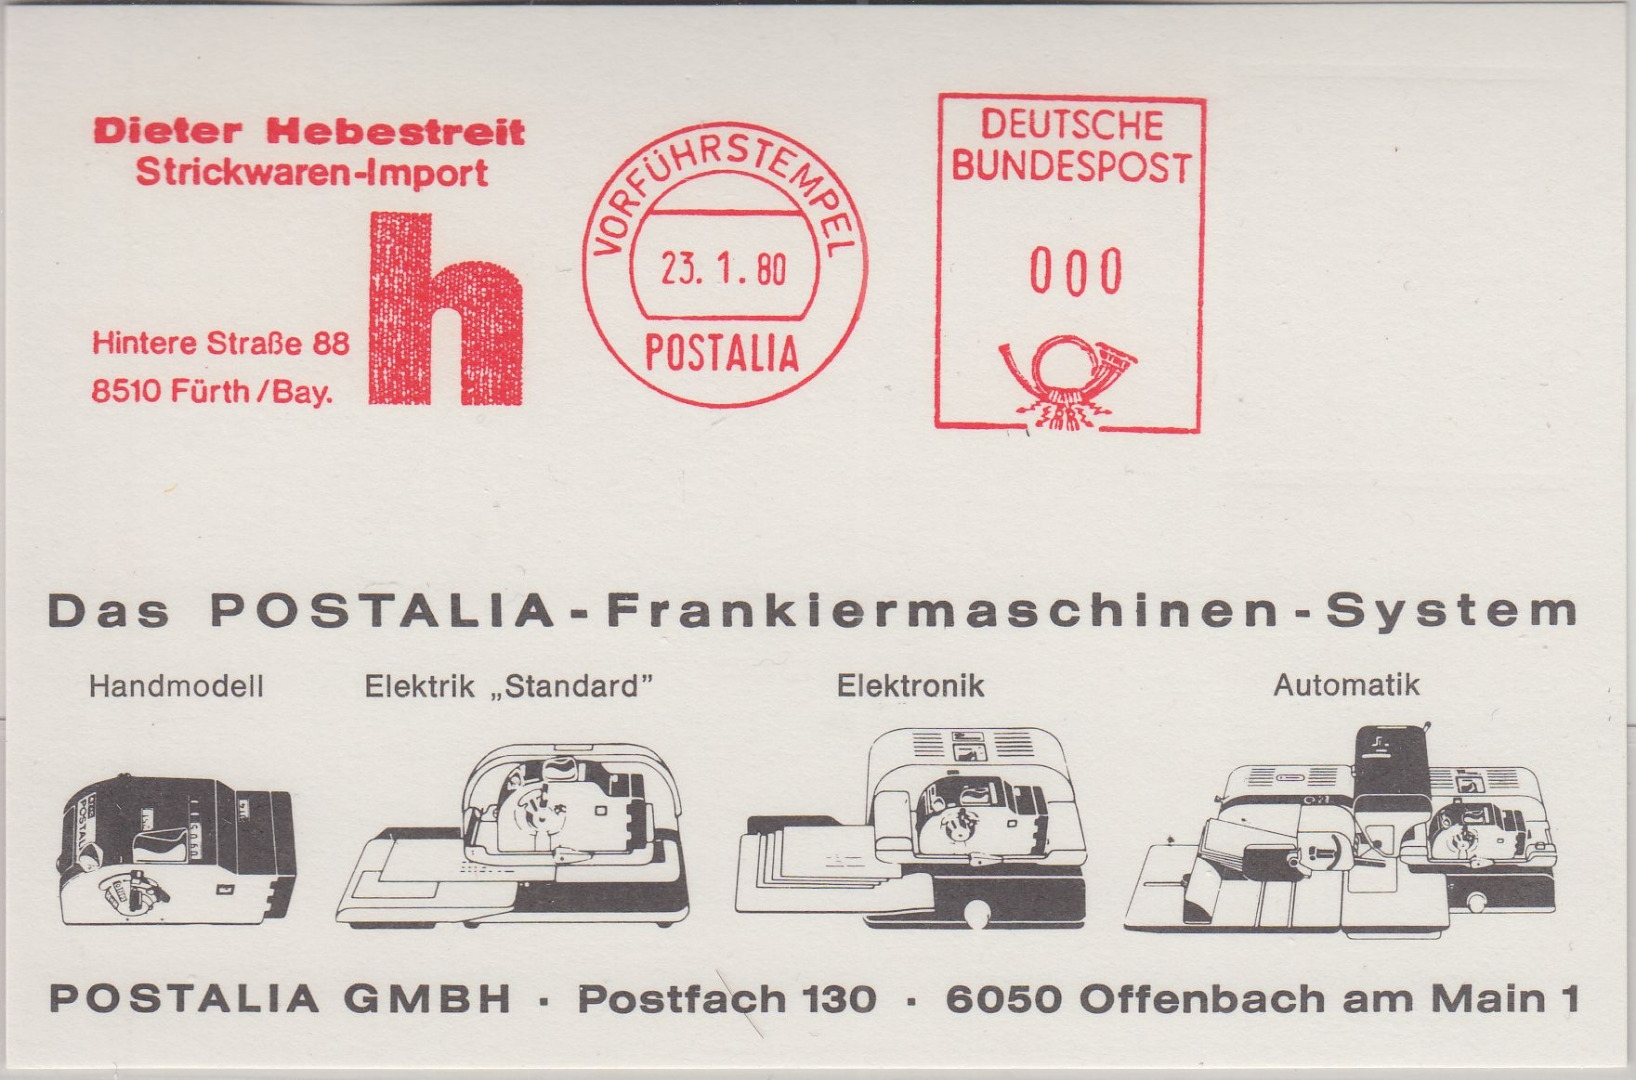 Dieter Hebestreit
Strickwaren-Import
h
Hintere Straße 88
8510 Fürth/Bay.
VORFÜHRSTEMPEL
23. 1. 80
POSTALIA
DEUTSCHE
BUNDESPOST
000
Das POSTALIA-Frankiermaschinen-System
Handmodell
Elektrik „Standard”
Elektronik
Automatik
POSTALIA GMBH · Postfach 130 · 6050 Offenbach am Main 1